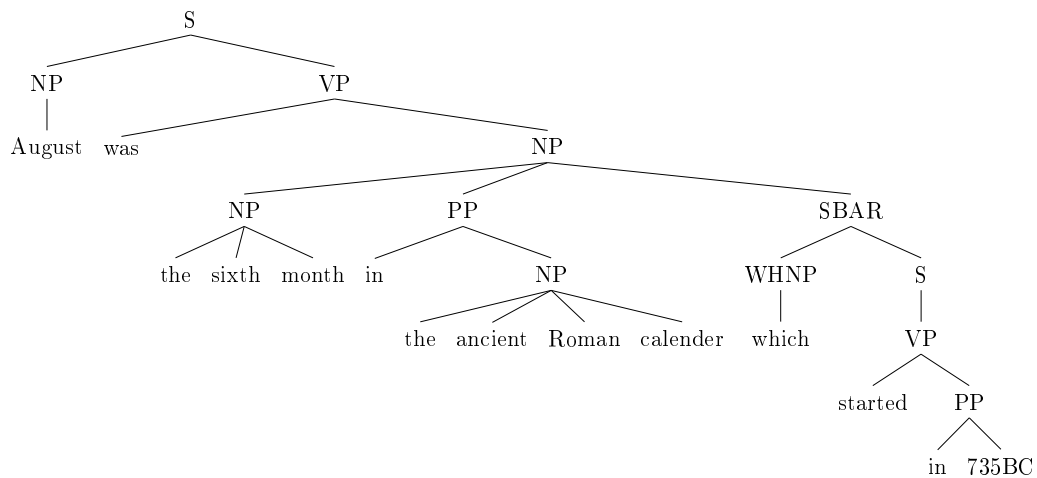 S
NP VP
August was NP
NP PP SBAR
the sixth month in NP WHNP S
the ancient Roman calender which VP
started PP
in 735BC